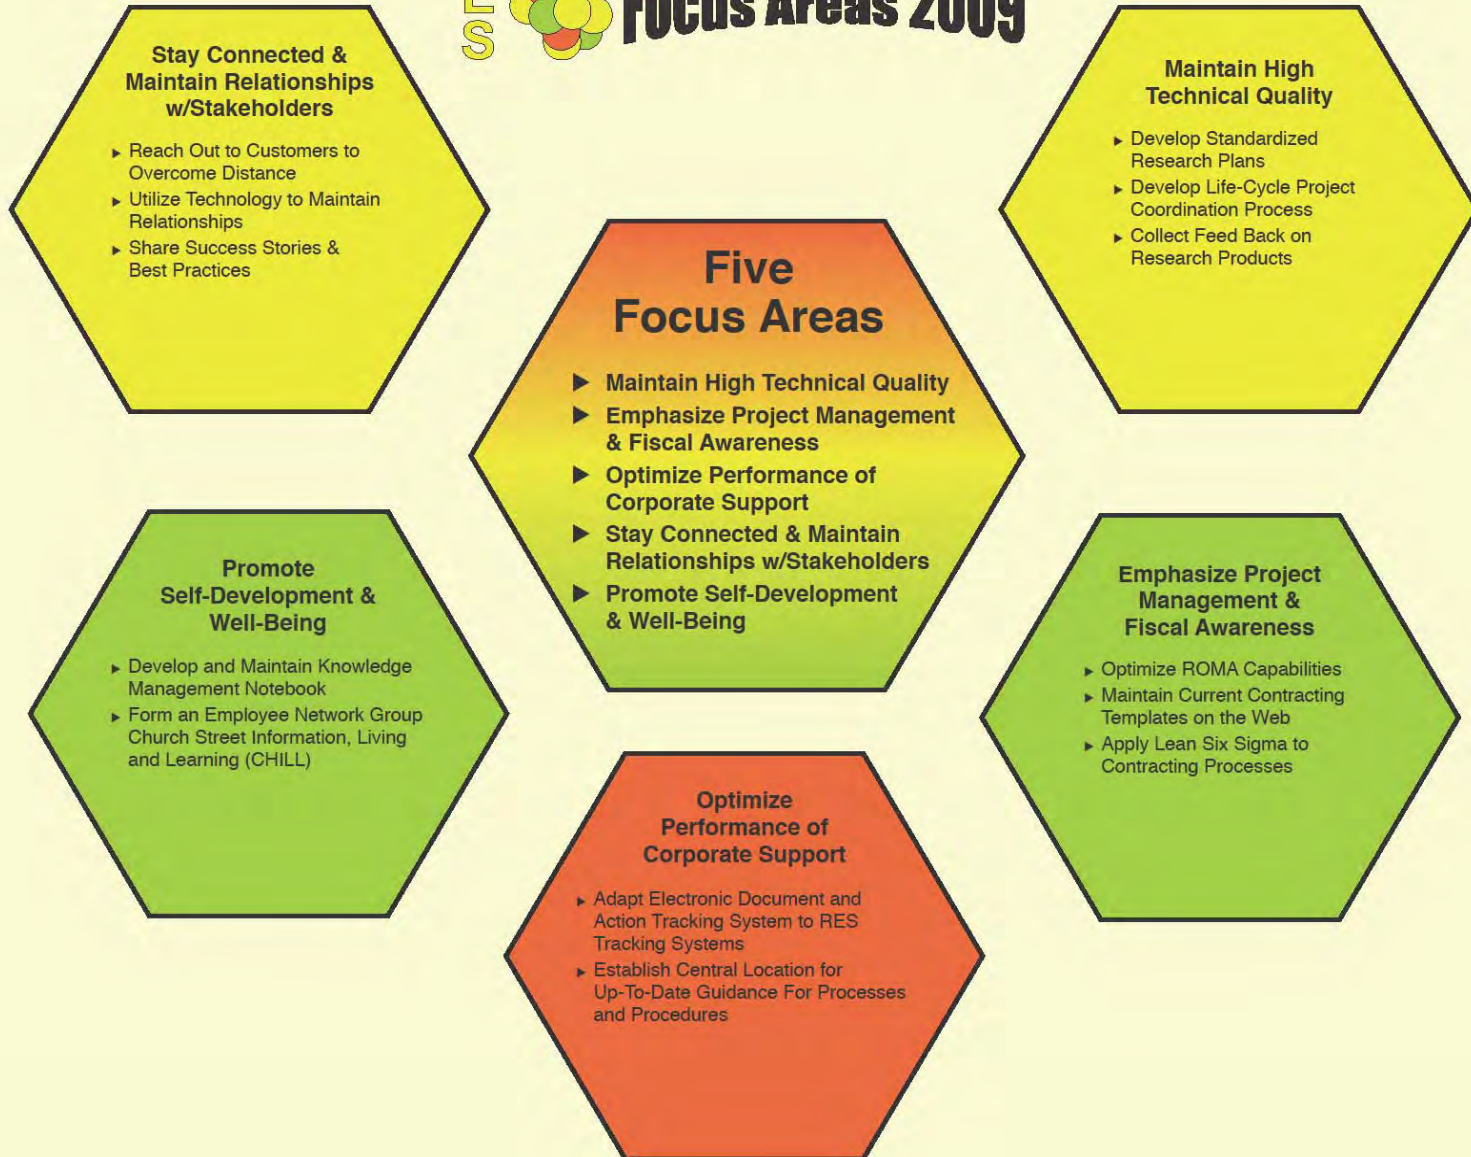 E
S
Focus Areas 2009
Stay Connected &
Maintain Relationships
w/Stakeholders
▶ Reach Out to Customers to
Overcome Distance
▶ Utilize Technology to Maintain
Relationships
▶ Share Success Stories &
Best Practices
Maintain High
Technical Quality
▶ Develop Standardized
Research Plans
▶ Develop Life-Cycle Project
Coordination Process
▶ Collect Feed Back on
Research Products
Five
Focus Areas
▶ Maintain High Technical Quality
▶ Emphasize Project Management
& Fiscal Awareness
▶ Optimize Performance of
Corporate Support
▶ Stay Connected & Maintain
Relationships w/Stakeholders
▶ Promote Self-Development
& Well-Being
Promote
Self-Development &
Well-Being
▶ Develop and Maintain Knowledge
Management Notebook
▶ Form an Employee Network Group
Church Street Information, Living
and Learning (CHILL)
Emphasize Project
Management &
Fiscal Awareness
▶ Optimize ROMA Capabilities
▶ Maintain Current Contracting
Templates on the Web
▶ Apply Lean Six Sigma to
Contracting Processes
Optimize
Performance of
Corporate Support
▶ Adapt Electronic Document and
Action Tracking System to RES
Tracking Systems
▶ Establish Central Location for
Up-To-Date Guidance For Processes
and Procedures